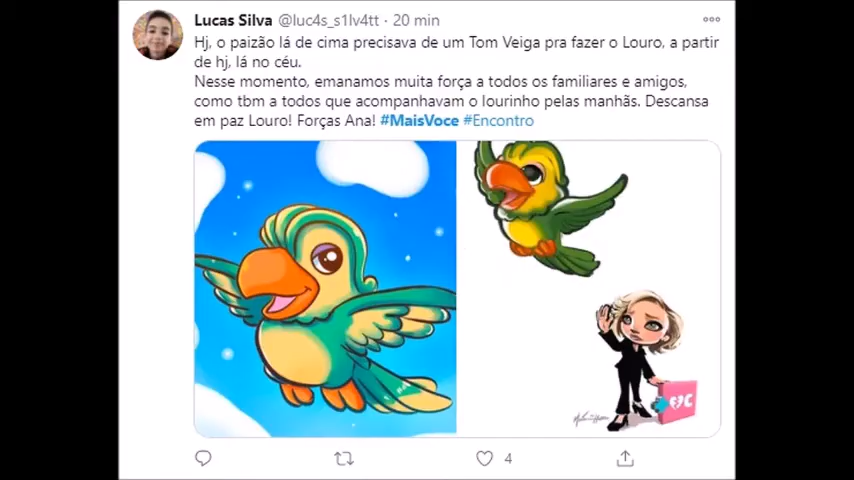 Lucas Silva @luc4s_s1lv4tt · 20 min
Hj, o paizão lá de cima precisava de um Tom Veiga pra fazer o Louro, a partir
de hj, lá no céu.
Nesse momento, emanamos muita força a todos os familiares e amigos,
como tbm a todos que acompanhavam o lourinho pelas manhãs. Descansa
em paz Louro! Forças Ana! #MaisVoce #Encontro
4